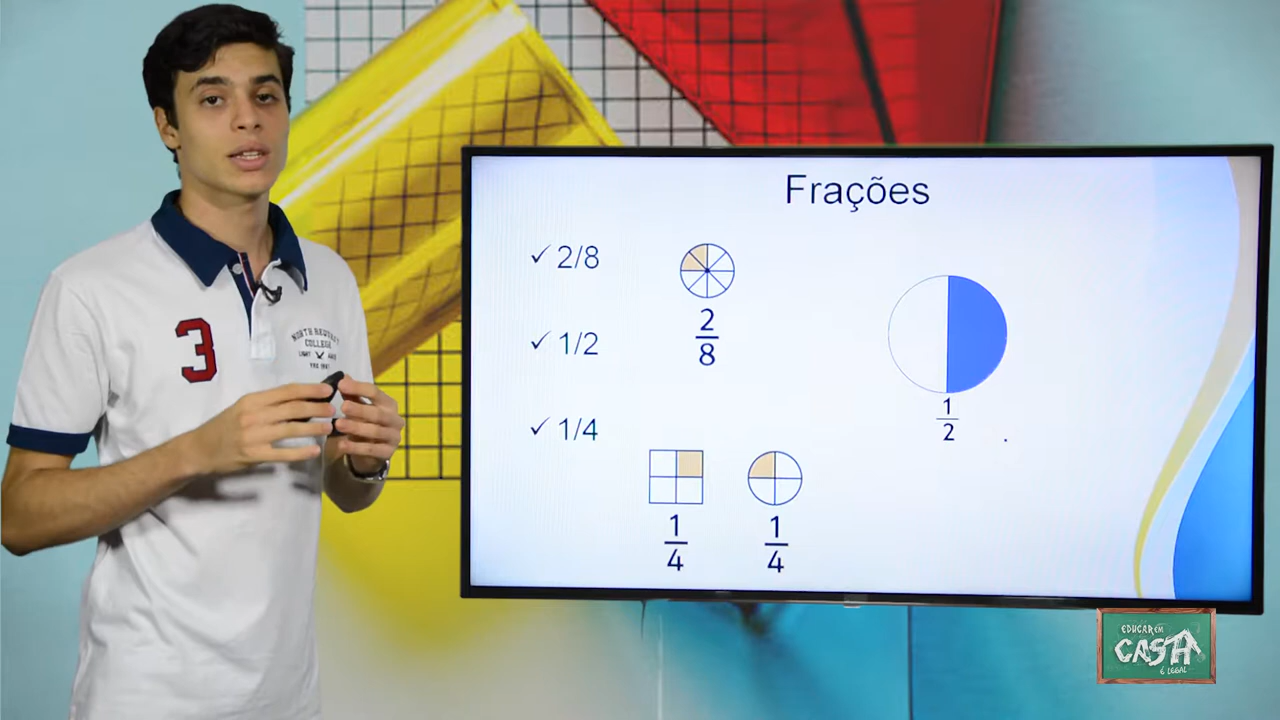 Frações
✓ 2/8
✓ 1/2
✓ 1/4
2
8
1
2
1
4
1
4
3
NORTH
COLLEGE
LIGHT
EDUCAR EM
CASA
É LEGAL